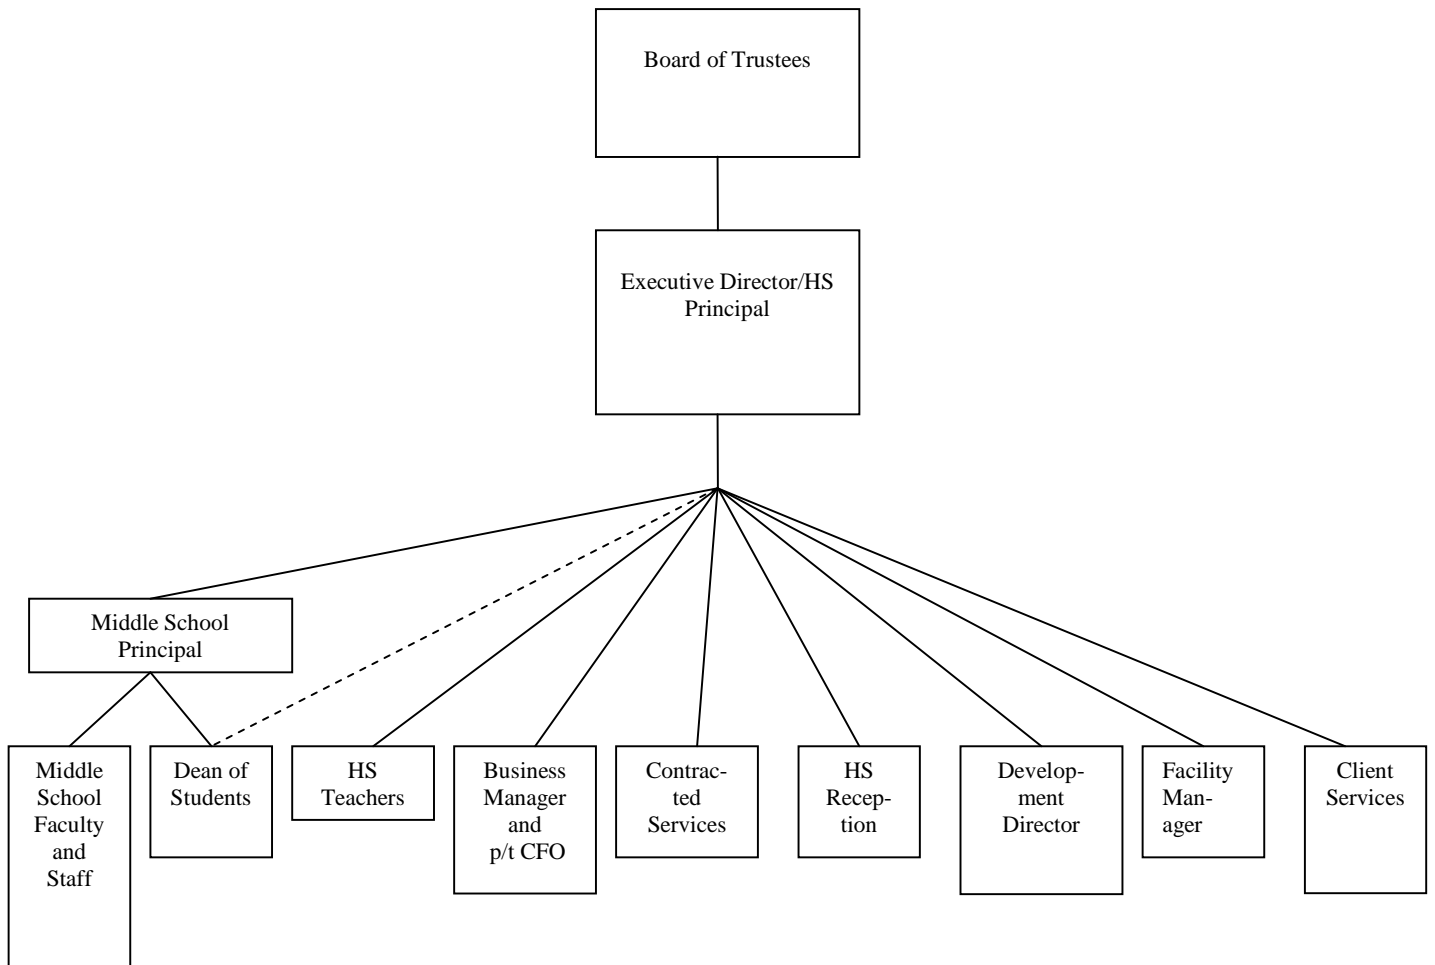 Board of Trustees
Executive Director/HS
Principal
Middle School
Principal
Middle
School
Faculty
and
Staff
Dean of
Students
HS
Teachers
Business
Manager
and
p/t CFO
Contrac-
ted
Services
HS
Recep-
tion
Develop-
ment
Director
Facility
Man-
ager
Client
Services